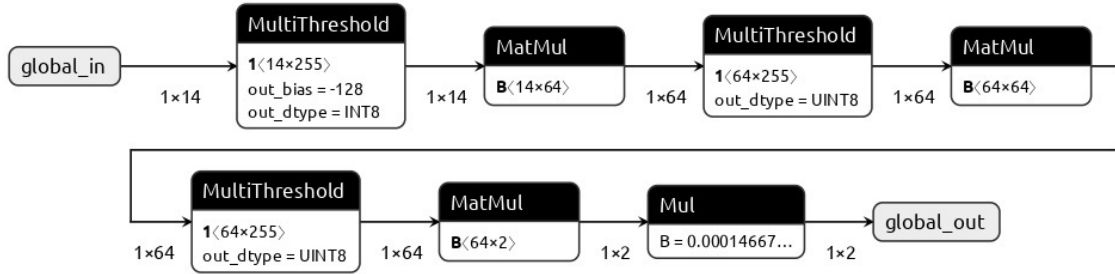 global_in
1×14
MultiThreshold
1⟨14×255⟩
out_bias = -128
out_dtype = INT8
1×14
MatMul
B⟨14×64⟩
1×64
MultiThreshold
1⟨64×255⟩
out_dtype = UINT8
1×64
MatMul
B⟨64×64⟩
1×64
MultiThreshold
1⟨64×255⟩
out_dtype = UINT8
1×64
MatMul
B⟨64×2⟩
1×2
Mul
B = 0.00014667…
1×2
global_out